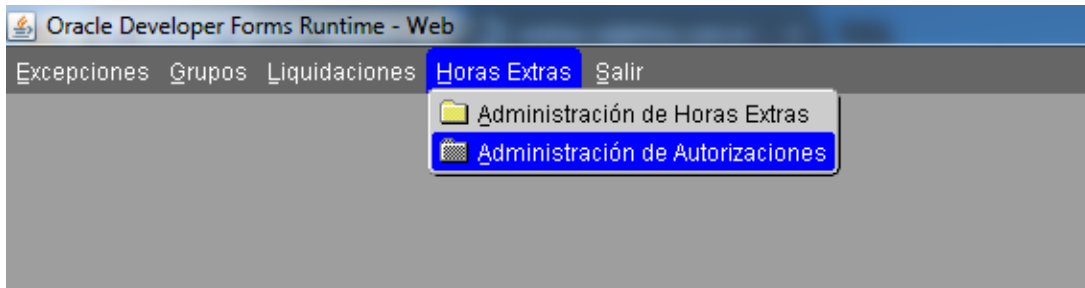 Oracle Developer Forms Runtime - Web
Excepciones Grupos Liquidaciones Horas Extras Salir
Administración de Horas Extras
Administración de Autorizaciones